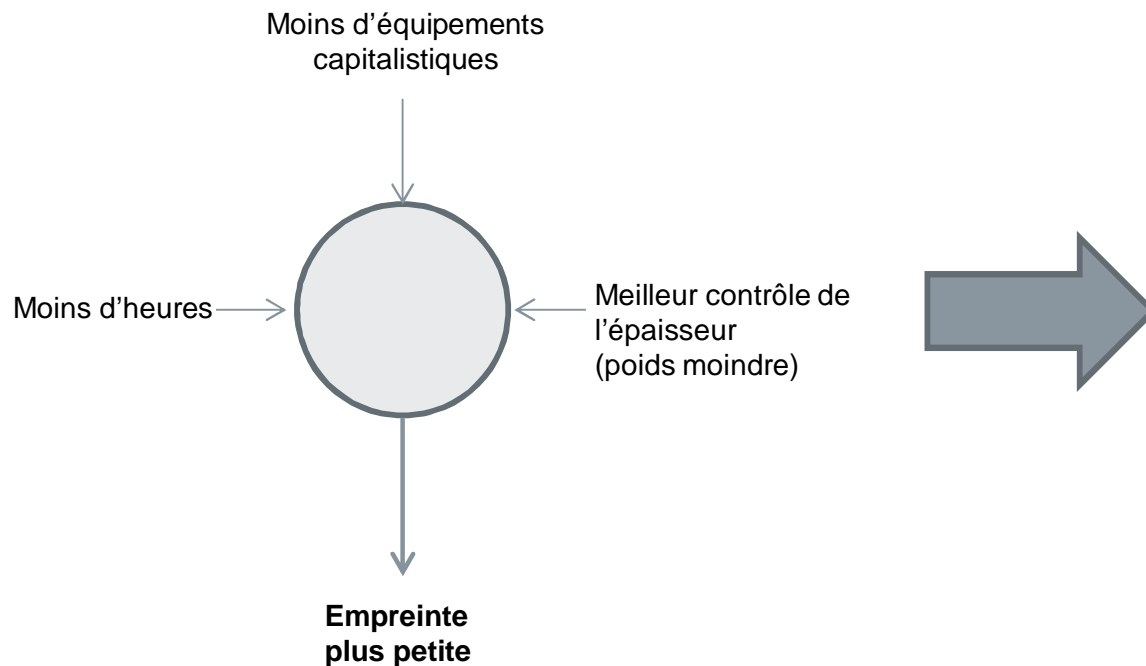 Moins d’équipements
capitalistiques
Moins d’heures
Meilleur contrôle de
l’épaisseur
(poids moindre)
Empreinte
plus petite